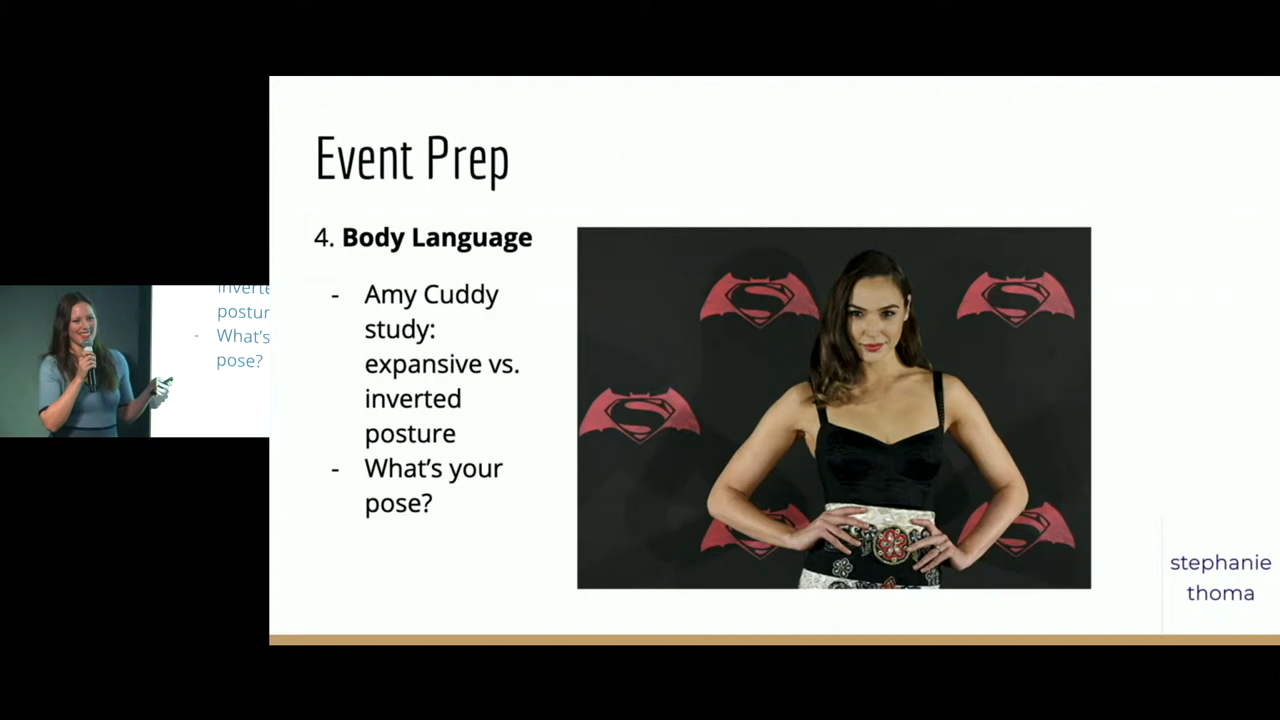 Event Prep
4. Body Language
- Amy Cuddy
study:
expansive vs.
inverted
posture
- What's your
pose?
inverte
postur
- What's
pose?
stephanie
thoma